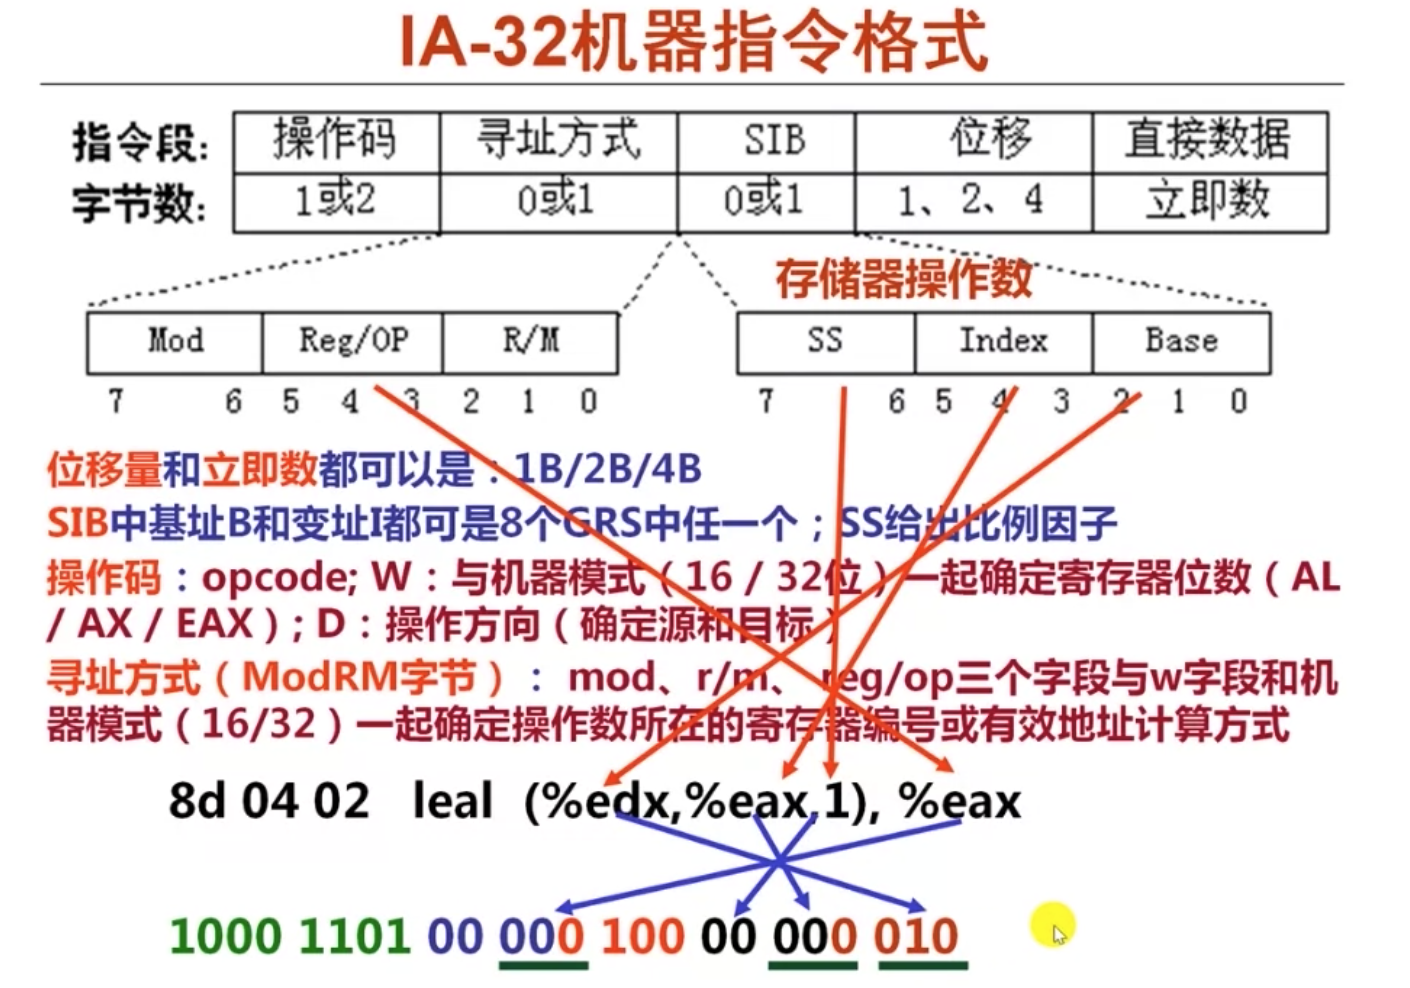 IA-32机器指令格式
指令段: 操作码 寻址方式 SIB 位移 直接数据
字节数: 1或2 0或1 0或1 1、2、4 立即数
存储器操作数
Mod Reg/OP R/M SS Index Base
7 6 5 4 3 2 1 0 7 6 5 4 3 2 1 0
位移量和立即数都可以是：1B/2B/4B
SIB中基址B和变址I都可是8个GRS中任一个；SS给出比例因子
操作码：opcode; W：与机器模式（16 / 32位）一起确定寄存器位数（AL
/ AX / EAX）; D：操作方向（确定源和目标）
寻址方式（ModRM字节）： mod、r/m、 reg/op三个字段与w字段和机
器模式（16/32）一起确定操作数所在的寄存器编号或有效地址计算方式
8d 04 02 leal (%edx,%eax,1), %eax
1000 1101 00 000 100 00 000 010